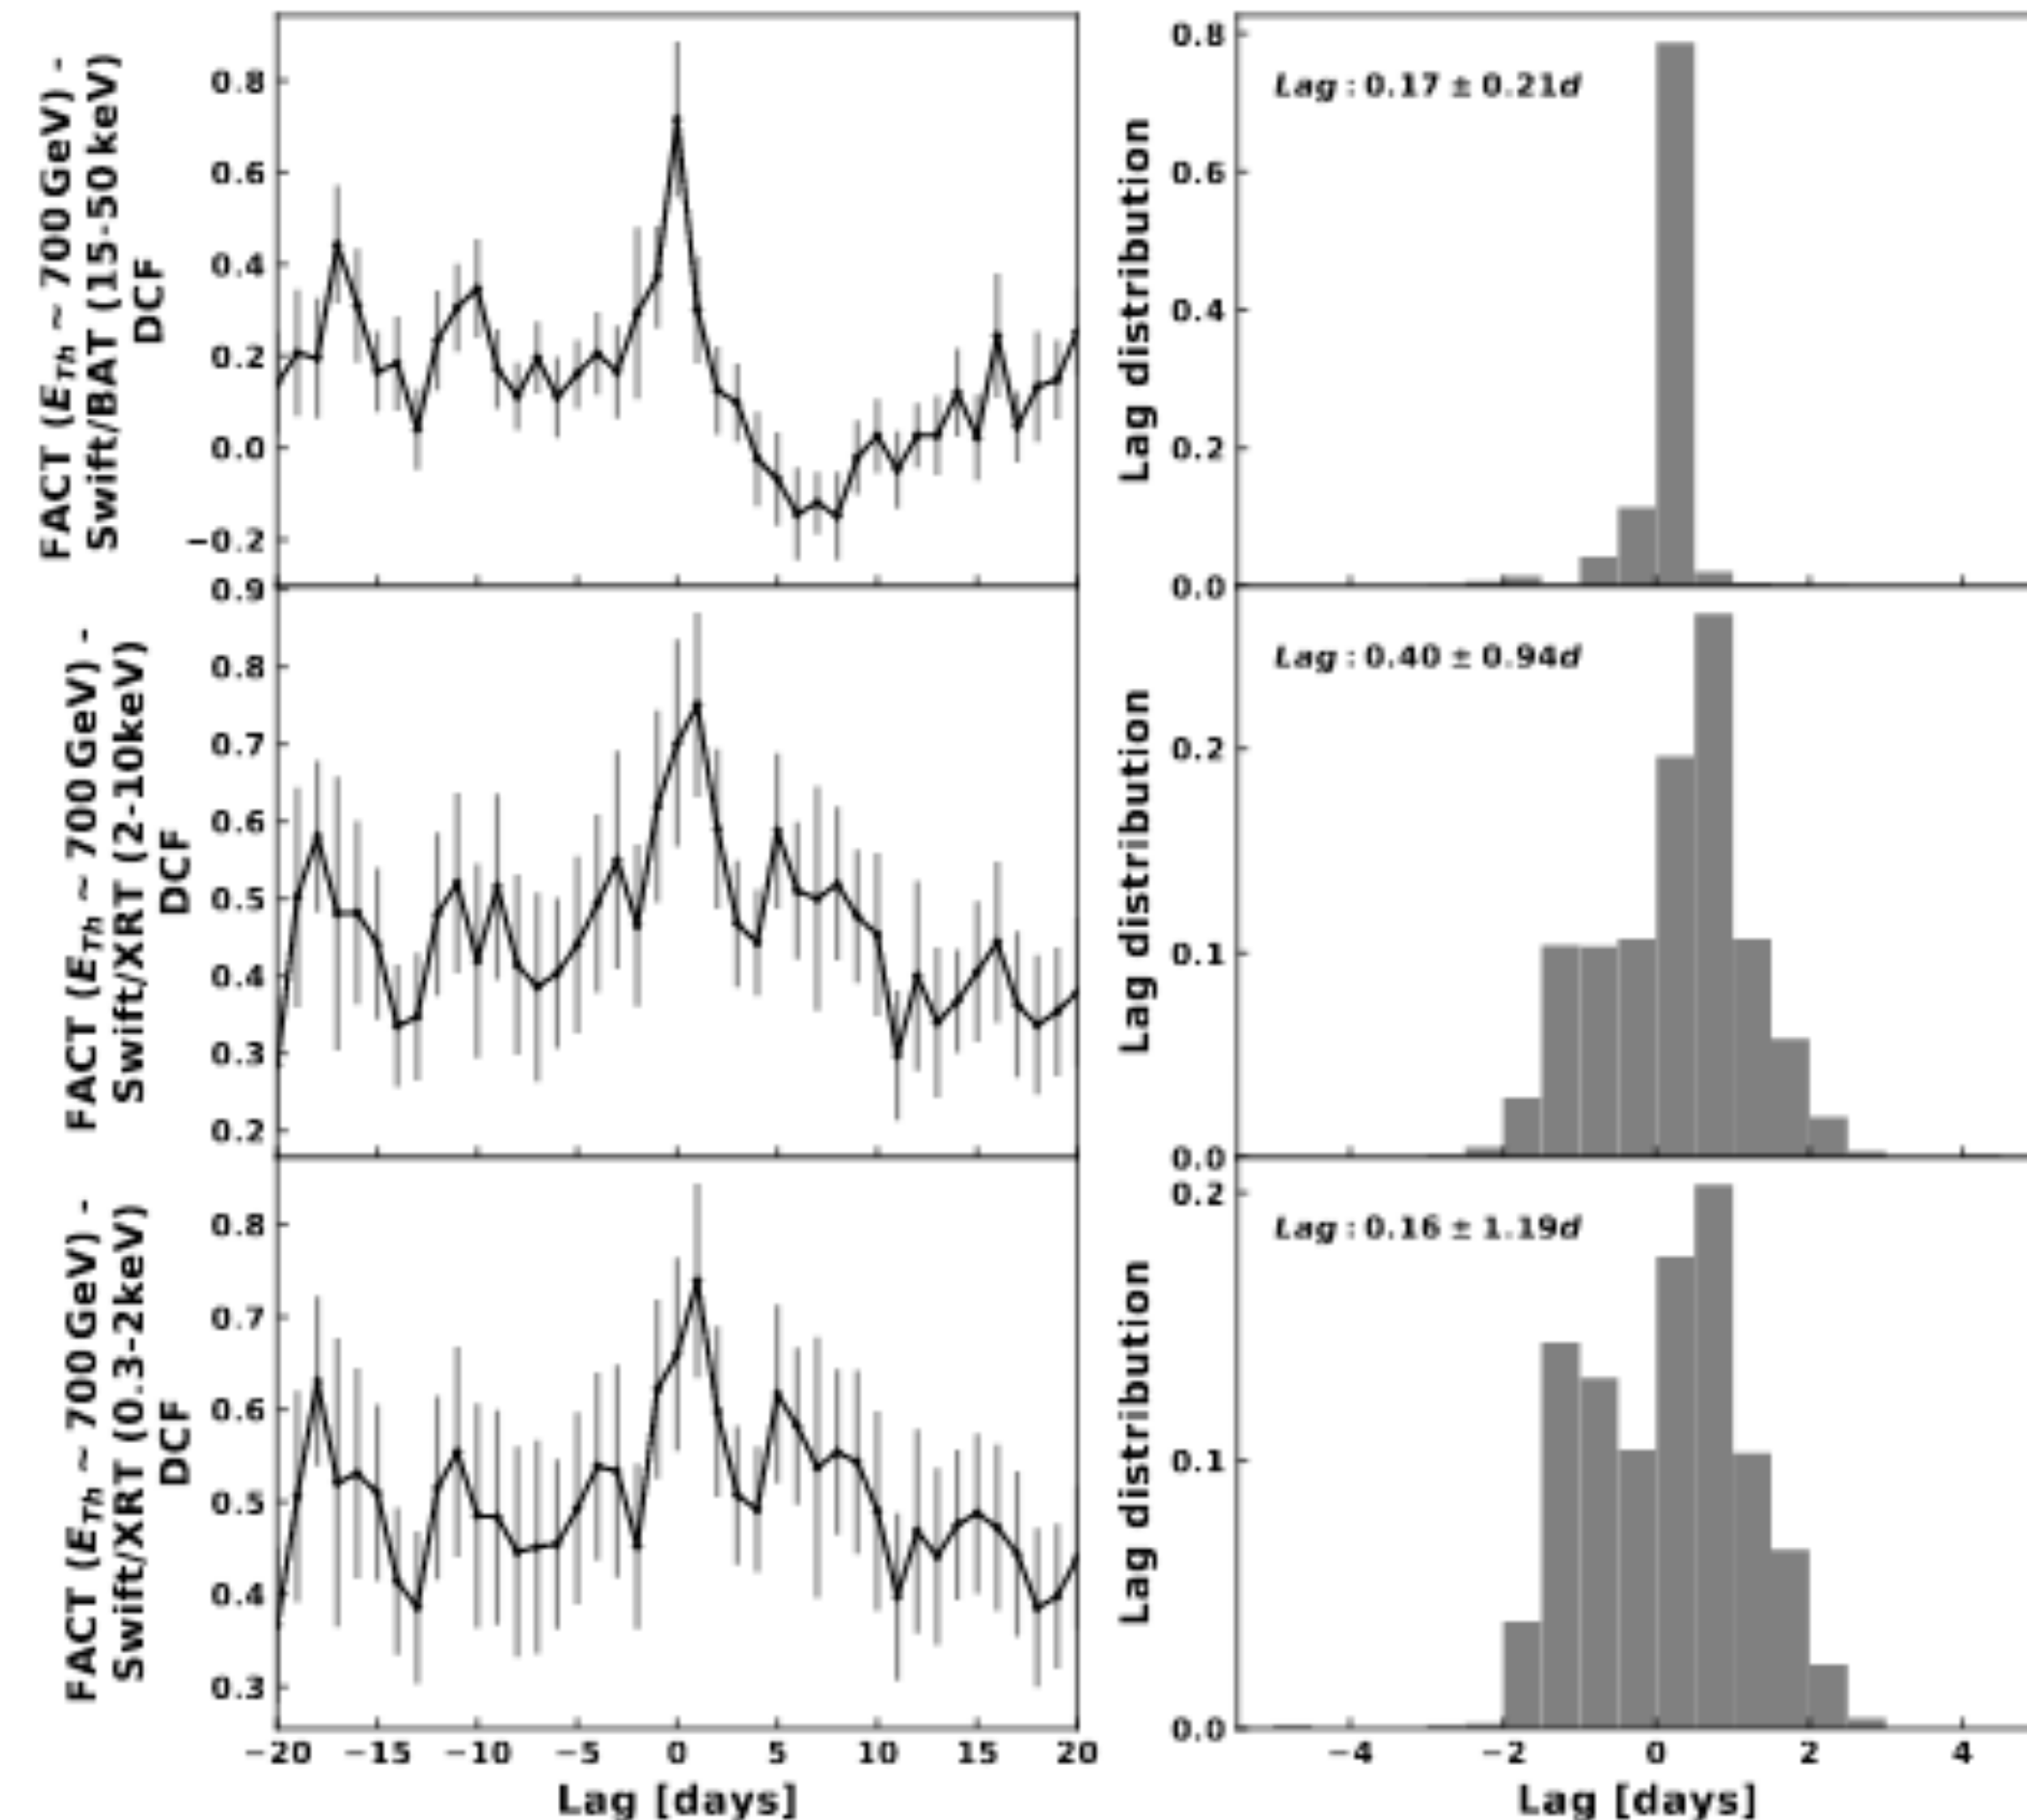 FACT (E_Th ~ 700 GeV) -
Swift/BAT (15-50 keV)
DCF
0.8
0.6
0.4
0.2
0.0
−0.2
Lag distribution
0.8
0.6
0.4
0.2
0.0
Lag : 0.17 ± 0.21d
FACT (E_Th ~ 700 GeV) -
Swift/XRT (2-10keV)
DCF
0.9
0.8
0.7
0.6
0.5
0.4
0.3
0.2
Lag distribution
0.2
0.1
0.0
Lag : 0.40 ± 0.94d
FACT (E_Th ~ 700 GeV) -
Swift/XRT (0.3-2keV)
DCF
0.8
0.7
0.6
0.5
0.4
0.3
−20 −15 −10 −5 0 5 10 15 20
Lag [days]
Lag distribution
0.2
0.1
0.0
Lag : 0.16 ± 1.19d
−4 −2 0 2 4
Lag [days]